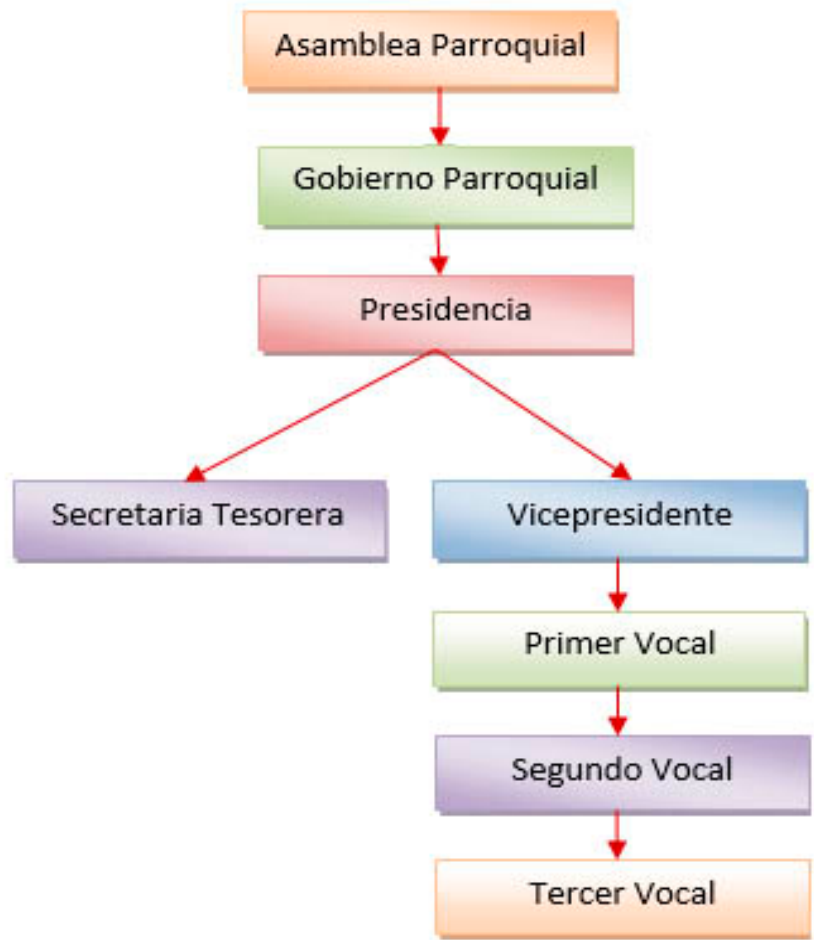 Asamblea Parroquial
Gobierno Parroquial
Presidencia
Secretaria Tesorera
Vicepresidente
Primer Vocal
Segundo Vocal
Tercer Vocal